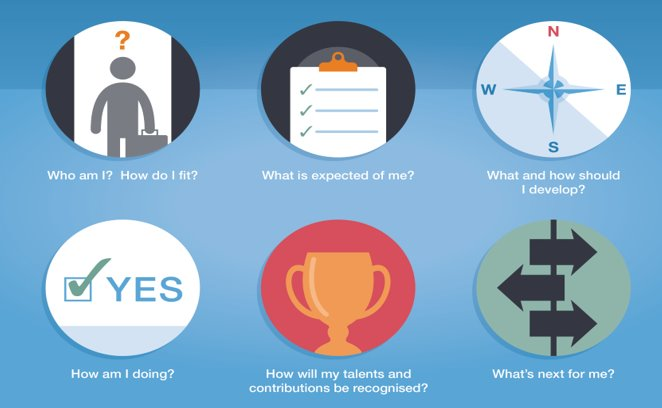 ?
Who am I?  How do I fit?
What is expected of me?
N
W
E
S
What and how should
I develop?
YES
How am I doing?
How will my talents and
contributions be recognised?
What's next for me?